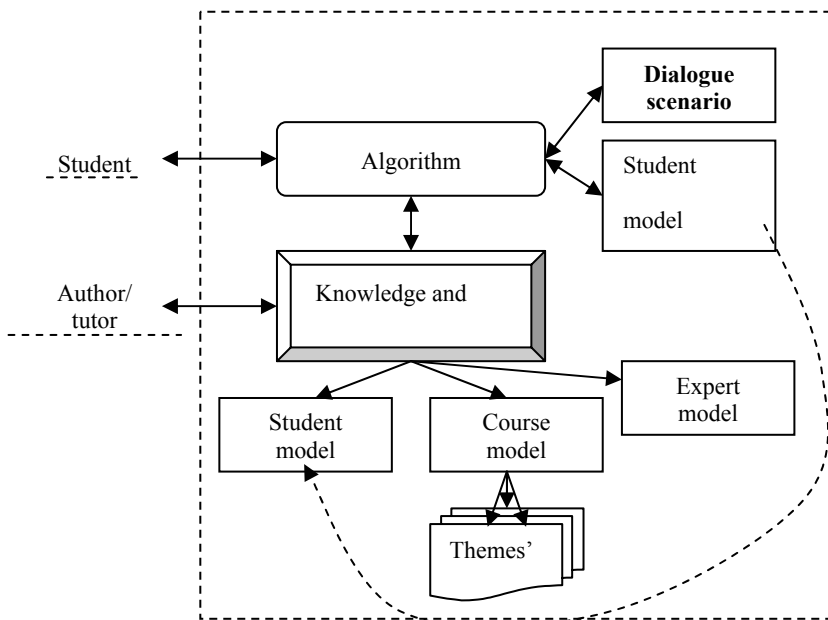 Dialogue
scenario
Student
Algorithm
Student
model
Author/
tutor
Knowledge and
Student
model
Course
model
Expert
model
Themes’